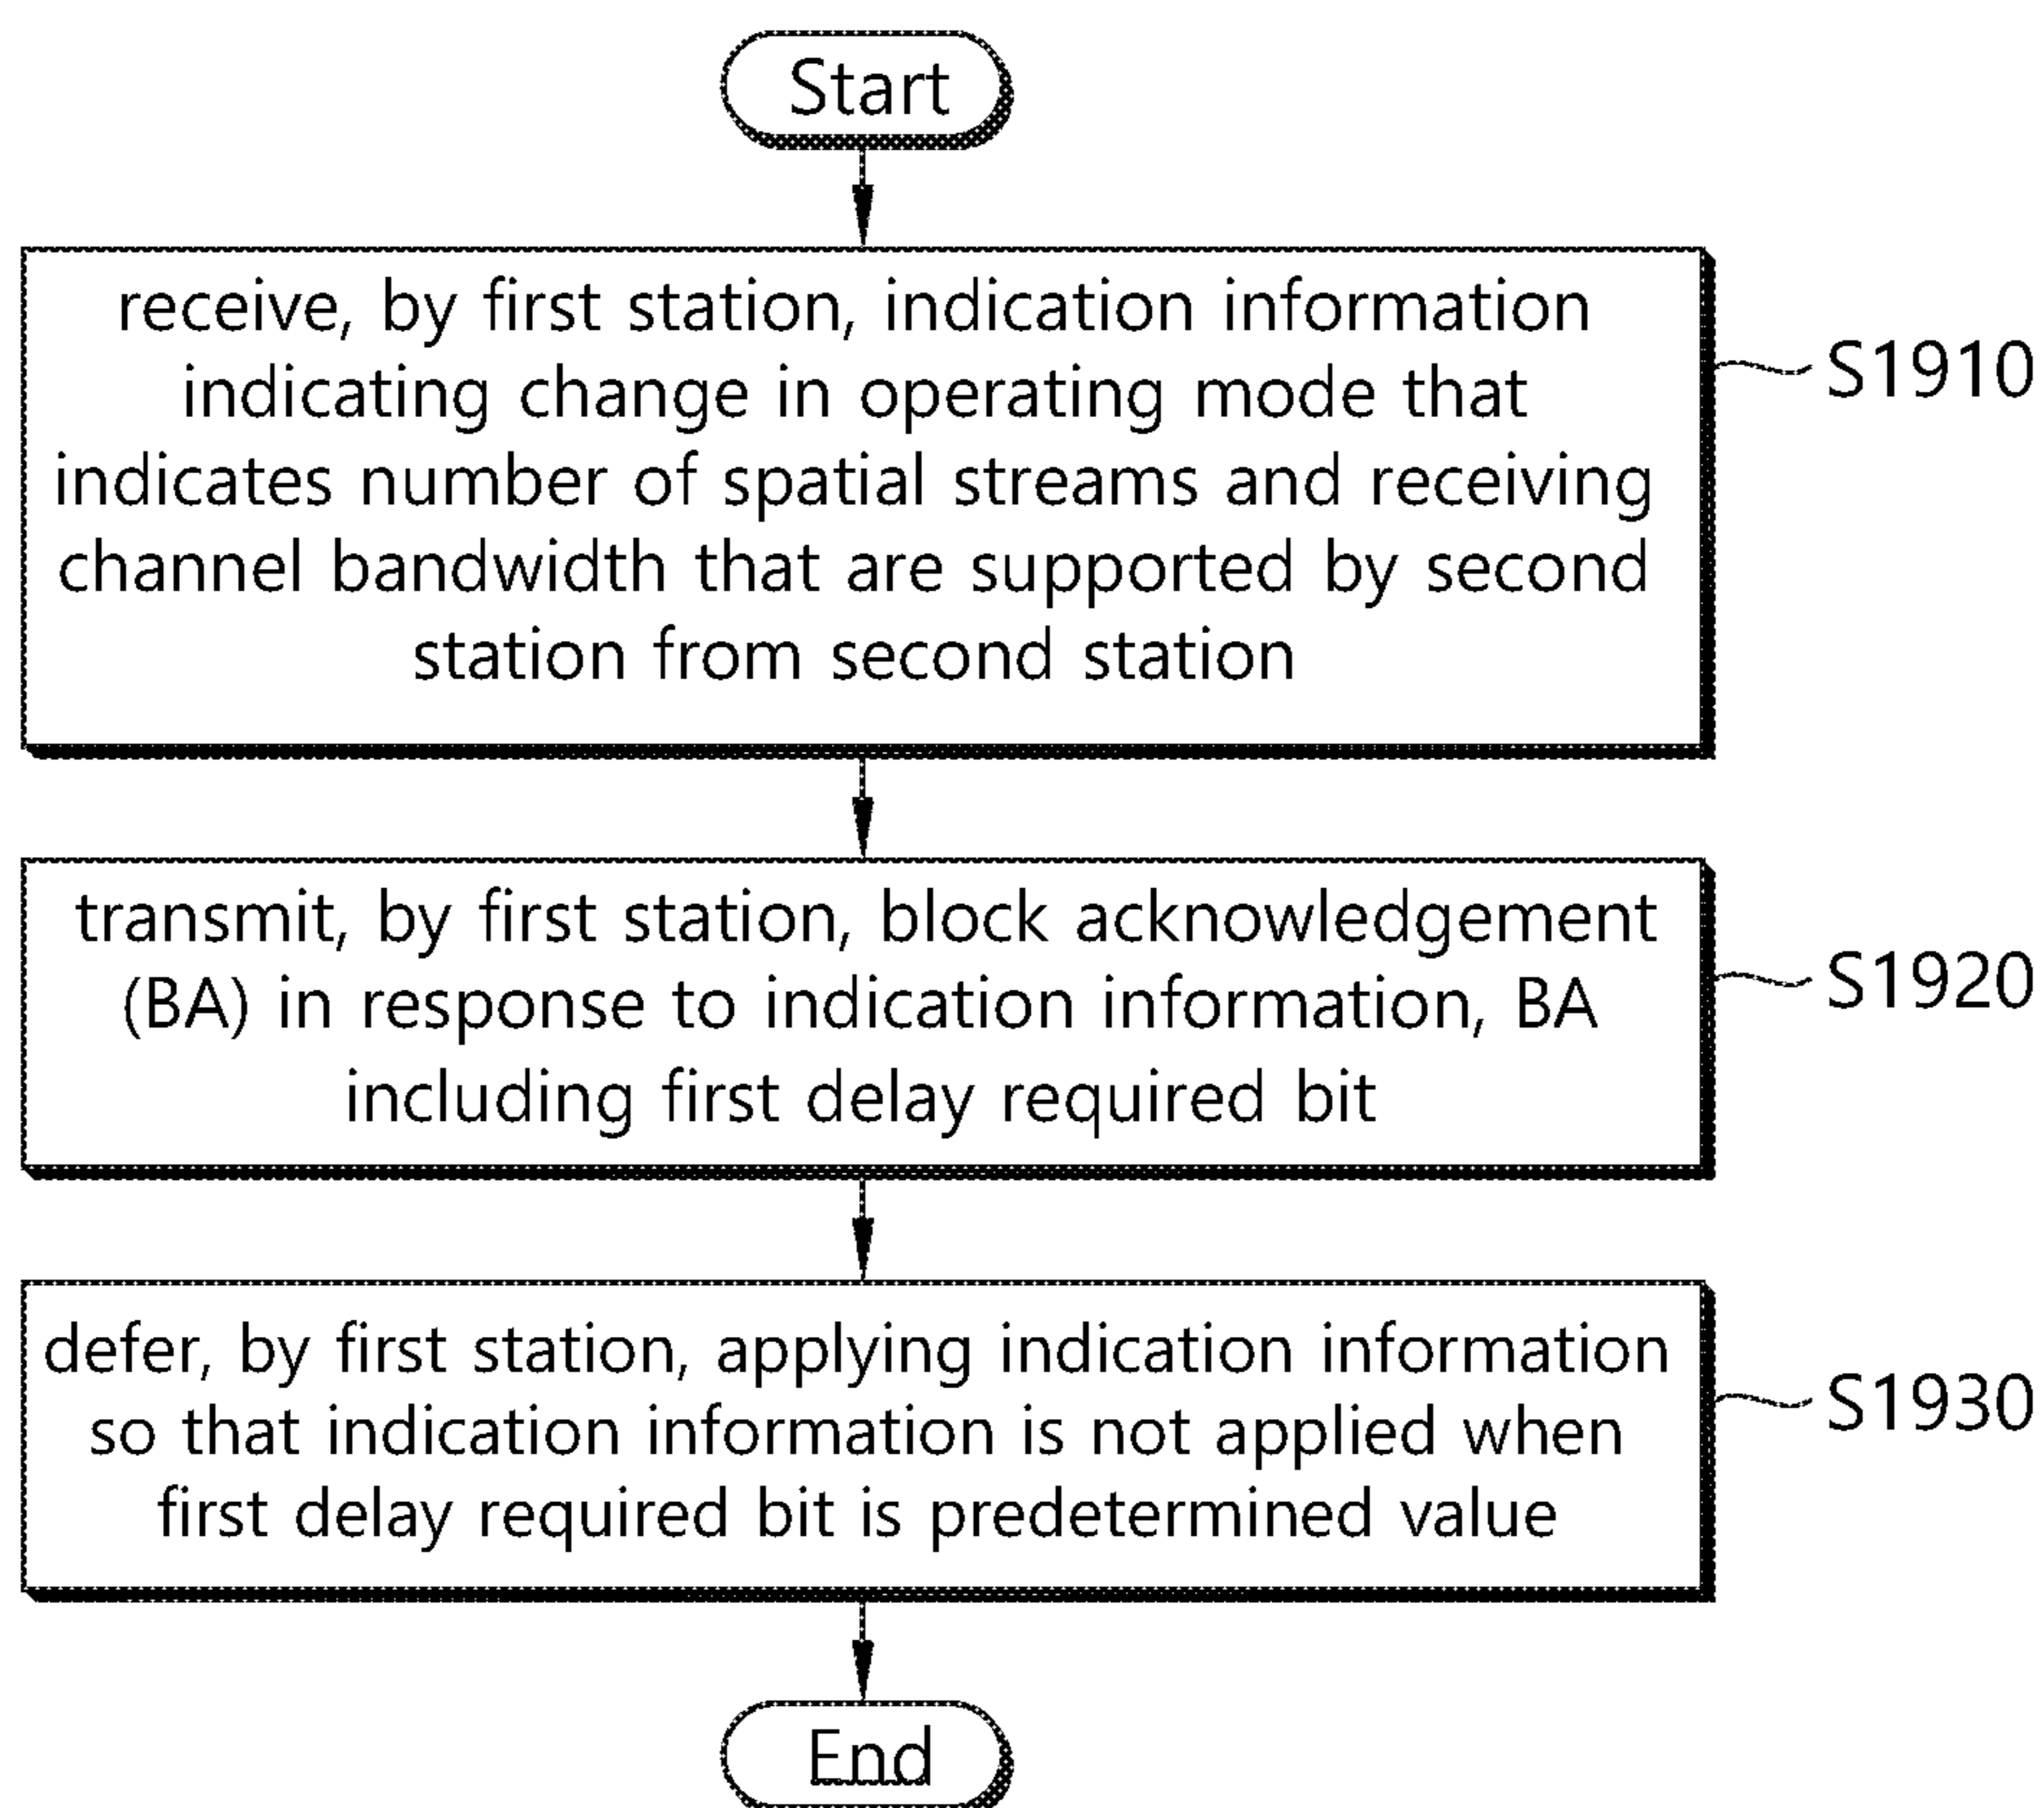 Start
receive, by first station, indication information
indicating change in operating mode that
indicates number of spatial streams and receiving
channel bandwidth that are supported by second
station from second station
S1910
transmit, by first station, block acknowledgement
(BA) in response to indication information, BA
including first delay required bit
S1920
defer, by first station, applying indication information
so that indication information is not applied when
first delay required bit is predetermined value
S1930
End